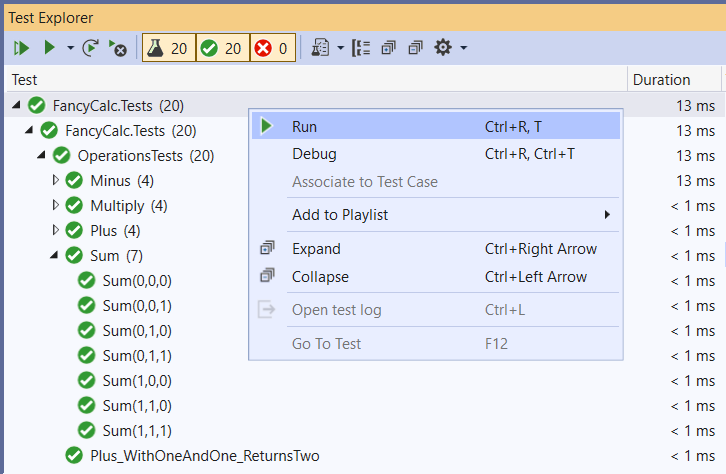 Test Explorer
20 20 0
Test Duration
FancyCalc.Tests (20) 13 ms
FancyCalc.Tests (20) 13 ms
OperationsTests (20) 13 ms
Minus (4) 13 ms
Multiply (4) < 1 ms
Plus (4) < 1 ms
Sum (7) < 1 ms
Sum(0,0,0) < 1 ms
Sum(0,0,1) < 1 ms
Sum(0,1,0) < 1 ms
Sum(0,1,1) < 1 ms
Sum(1,0,0) < 1 ms
Sum(1,1,0) < 1 ms
Sum(1,1,1) < 1 ms
Plus_WithOneAndOne_ReturnsTwo < 1 ms
Run Ctrl+R, T
Debug Ctrl+R, Ctrl+T
Associate to Test Case
Add to Playlist
Expand Ctrl+Right Arrow
Collapse Ctrl+Left Arrow
Open test log Ctrl+L
Go To Test F12